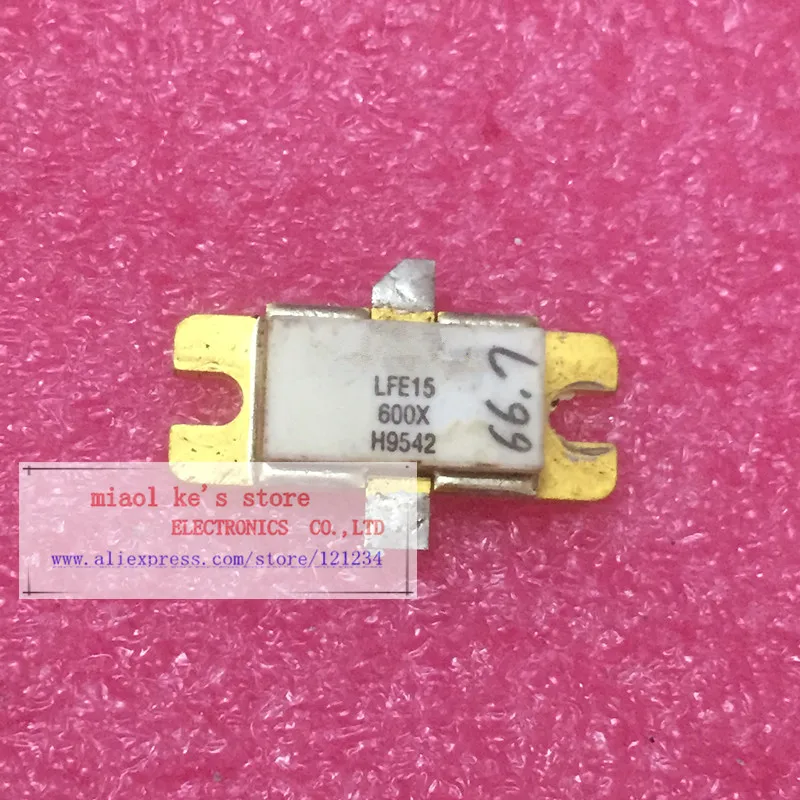 LFE15
600X
H9542
66.7
miaol ke's store
ELECTRONICS CO.,LTD
www.aliexpress.com/store/121234